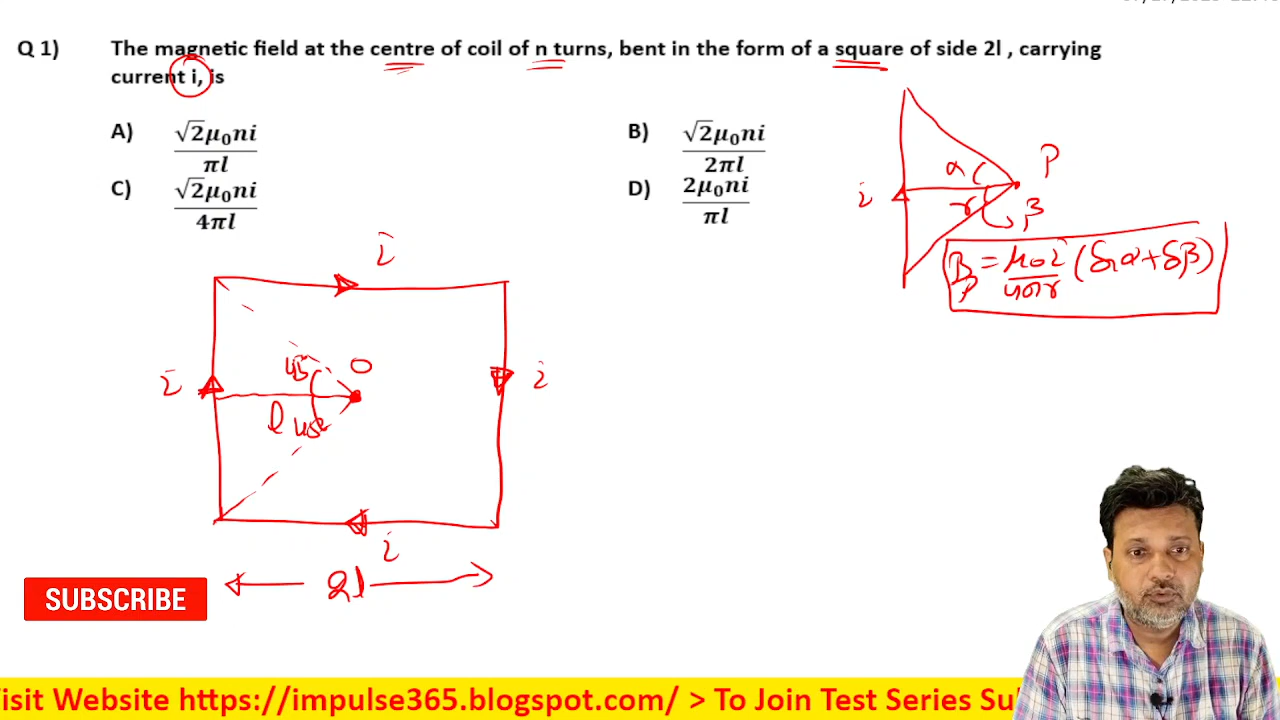 Q 1) The magnetic field at the centre of coil of n turns, bent in the form of a square of side 2l , carrying
current i, is
A) √2μ₀ni / πl B) √2μ₀ni / 2πl
C) √2μ₀ni / 4πl D) 2μ₀ni / πl
P
α
i
r
β
B_P = μ₀i / 4πr (sinα + sinβ)
i
45°
O
i
i
l
45°
i
2l
SUBSCRIBE
isit Website https://impulse365.blogspot.com/ > To Join Test Series Su